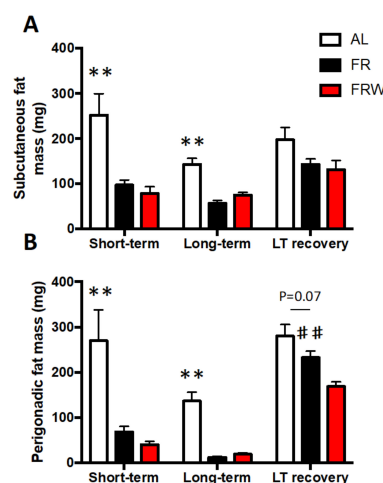 A
AL
FR
FRW
Subcutaneous fat
mass (mg)
400
300
200
100
0
**
**
Short-term
Long-term
LT recovery
B
Perigonadic fat mass (mg)
400
300
200
100
0
**
**
P=0.07
##
Short-term
Long-term
LT recovery